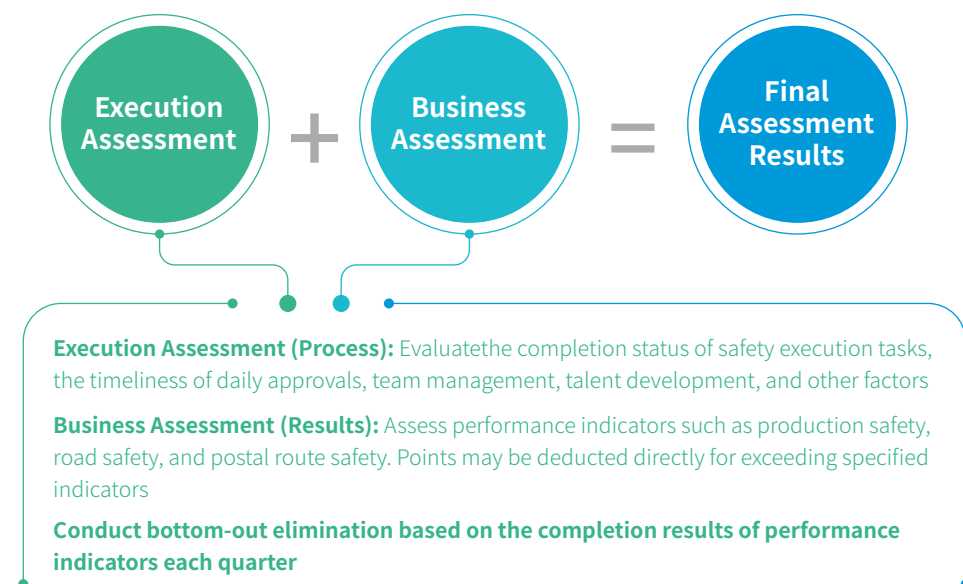 Execution
Assessment
+
Business
Assessment
=
Final
Assessment
Results
Execution Assessment (Process): Evaluatethe completion status of safety execution tasks,
the timeliness of daily approvals, team management, talent development, and other factors
Business Assessment (Results): Assess performance indicators such as production safety,
road safety, and postal route safety. Points may be deducted directly for exceeding specified
indicators
Conduct bottom-out elimination based on the completion results of performance
indicators each quarter